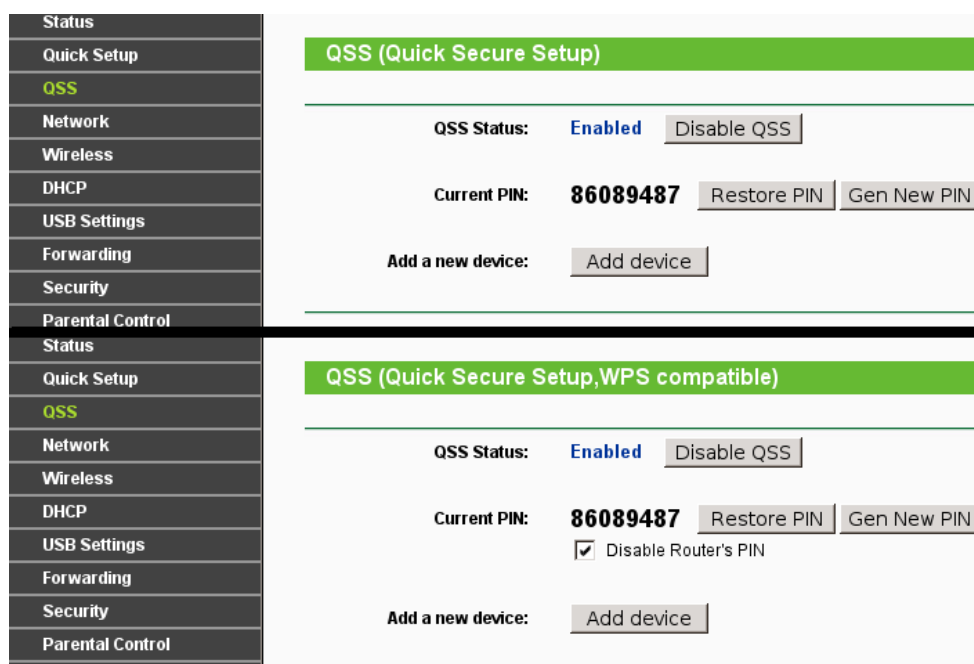 Status
Quick Setup
QSS
Network
Wireless
DHCP
USB Settings
Forwarding
Security
Parental Control
QSS (Quick Secure Setup)
QSS Status: Enabled Disable QSS
Current PIN: 86089487 Restore PIN Gen New PIN
Add a new device: Add device
Status
Quick Setup
QSS
Network
Wireless
DHCP
USB Settings
Forwarding
Security
Parental Control
QSS (Quick Secure Setup,WPS compatible)
QSS Status: Enabled Disable QSS
Current PIN: 86089487 Restore PIN Gen New PIN
Disable Router's PIN
Add a new device: Add device